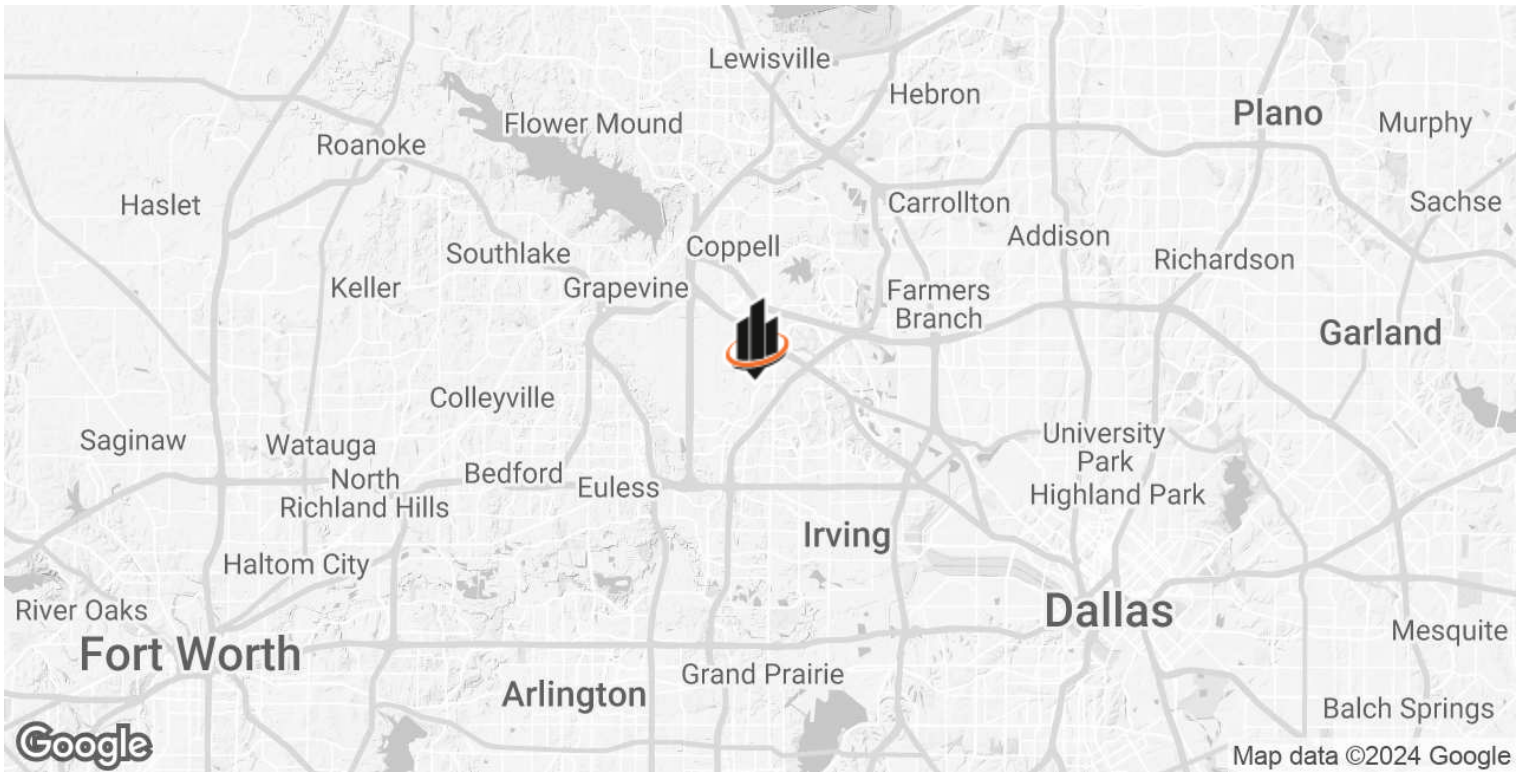 Lewisville
Hebron
Plano
Murphy
Flower Mound
Roanoke
Haslet
Carrollton
Sachse
Addison
Coppell
Southlake
Richardson
Keller
Grapevine
Farmers
Branch
Garland
Colleyville
Saginaw
Watauga
University
Park
North
Richland Hills
Bedford
Euless
Highland Park
Irving
Haltom City
River Oaks
Dallas
Mesquite
Fort Worth
Grand Prairie
Arlington
Balch Springs
Google
Map data ©2024 Google